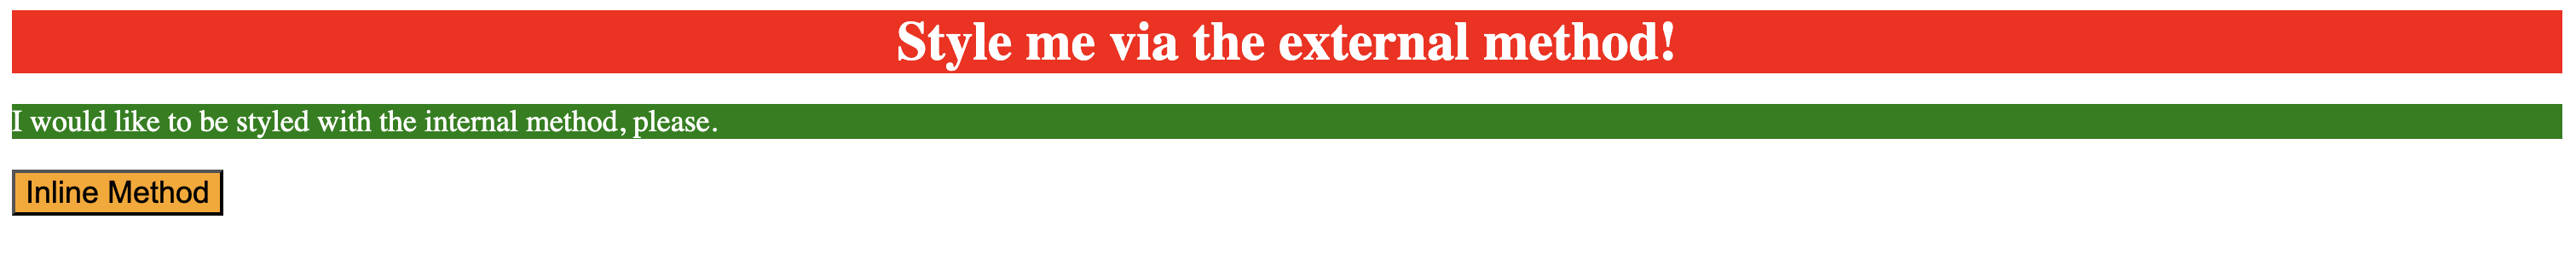 Style me via the external method!
I would like to be styled with the internal method, please.
Inline Method